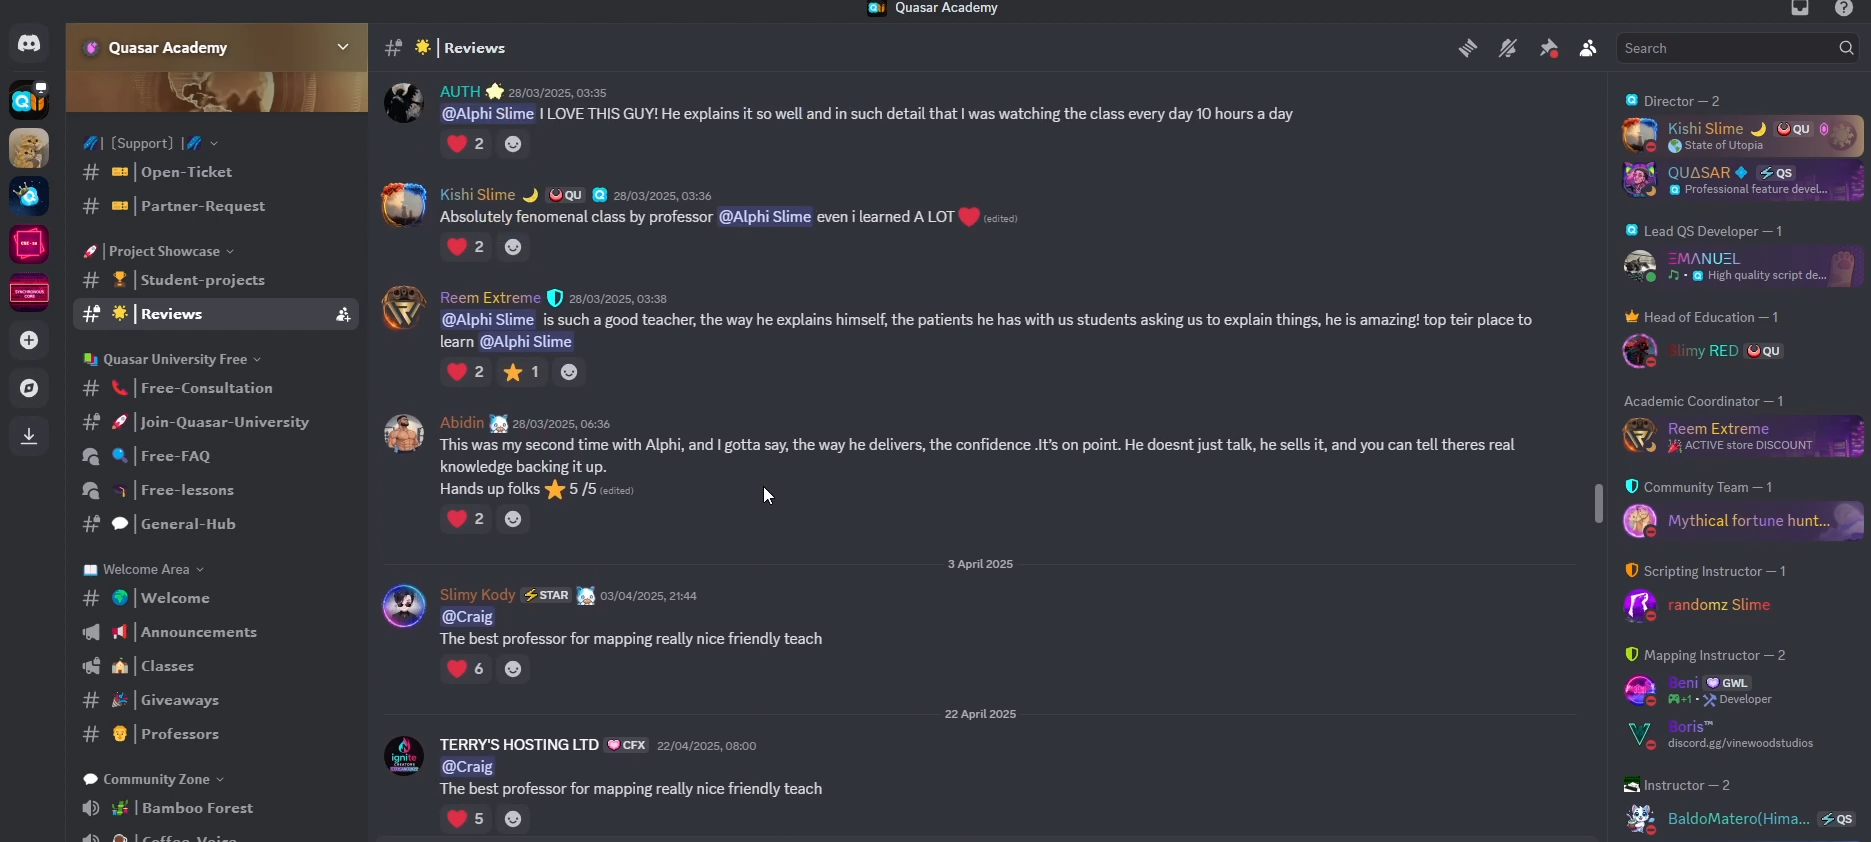 Quasar Academy
Quasar Academy
[Support]
Open-Ticket
Partner-Request
Project Showcase
Student-projects
Reviews
Quasar University Free
Free-Consultation
Join-Quasar-University
Free-FAQ
Free-lessons
General-Hub
Welcome Area
Welcome
Announcements
Classes
Giveaways
Professors
Community Zone
Bamboo Forest
Coffee-Voice
Reviews
Search
AUTH 28/03/2025, 03:35
@Alphi Slime I LOVE THIS GUY! He explains it so well and in such detail that I was watching the class every day 10 hours a day
2
Kishi Slime QU 28/03/2025, 03:36
Absolutely fenomenal class by professor @Alphi Slime even i learned A LOT (edited)
2
Reem Extreme 28/03/2025, 03:38
@Alphi Slime is such a good teacher, the way he explains himself, the patients he has with us students asking us to explain things, he is amazing! top teir place to
learn @Alphi Slime
2 1
Abidin 28/03/2025, 06:36
This was my second time with Alphi, and I gotta say, the way he delivers, the confidence .It's on point. He doesnt just talk, he sells it, and you can tell theres real
knowledge backing it up.
Hands up folks 5 /5 (edited)
2
3 April 2025
Slimy Kody STAR 03/04/2025, 21:44
@Craig
The best professor for mapping really nice friendly teach
6
22 April 2025
TERRY'S HOSTING LTD CFX 22/04/2025, 08:00
@Craig
The best professor for mapping really nice friendly teach
5
Director — 2
Kishi Slime QU
State of Utopia
QUΔSAR QS
Professional feature devel...
Lead QS Developer — 1
ΞMΛNUΞL
High quality script de...
Head of Education — 1
Slimy RED QU
Academic Coordinator — 1
Reem Extreme
ACTIVE store DISCOUNT
Community Team — 1
Mythical fortune hunt...
Scripting Instructor — 1
randomz Slime
Mapping Instructor — 2
Beni GWL
+1 • Developer
Boris™
discord.gg/vinewoodstudios
Instructor — 2
BaldoMatero(Hima... QS